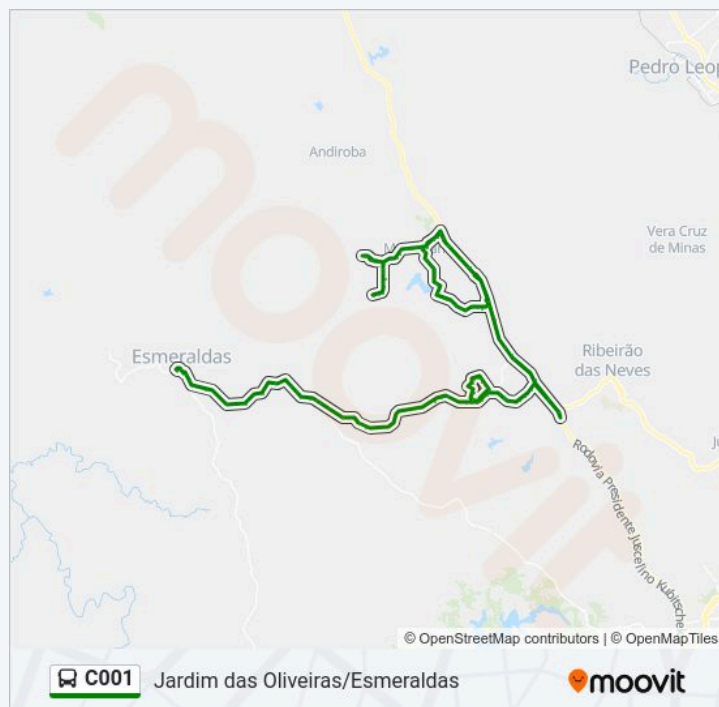 Pedro Leop
Andiroba
Vera Cruz
de Minas
Esmeraldas
Ribeirão
das Neves
Rodovia Presidente Juscelino Kubitsche
moovit
© OpenStreetMap contributors | © OpenMapTiles
C001 Jardim das Oliveiras/Esmeraldas
moovit